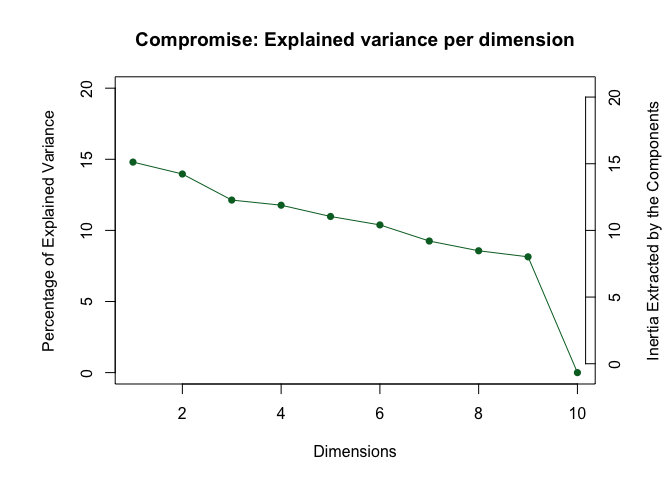 Compromise: Explained variance per dimension
Percentage of Explained Variance
20
15
10
5
0
20
15
10
5
0
Inertia Extracted by the Components
2 4 6 8 10
Dimensions